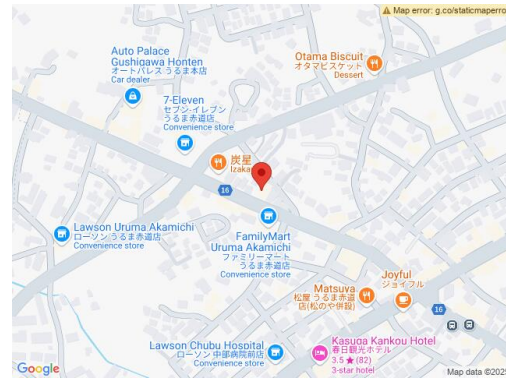 Map error: g.co/staticmaperro
Auto Palace
Gushigawa Honten
オートパレス うるま本店
Car dealer
Otama Biscuit
オタマビスケット
Dessert
7-Eleven
セブン-イレブン
うるま赤道店
Convenience store
炭星
Izaka
16
Lawson Uruma Akamichi
ローソン うるま赤道店
Convenience store
FamilyMart
Uruma Akamichi
ファミリーマート
うるま赤道店
Convenience store
Matsuya
松屋 うるま赤道
店(松のや併設)
Joyful
ジョイフル
16
Lawson Chubu Hospital
ローソン 中部病院前店
Convenience store
Kasuga Kankou Hotel
春日観光ホテル
3.5★(82)
3-star hotel
Google
Map data ©2025